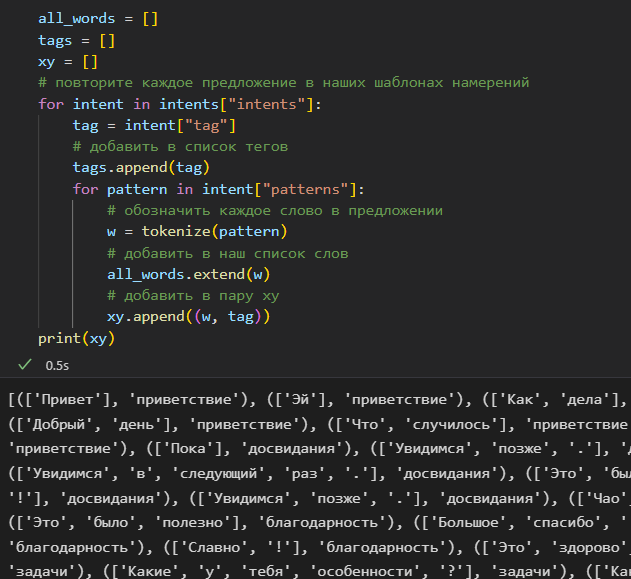 all_words = []
tags = []
xy = []
# повторите каждое предложение в наших шаблонах намерений
for intent in intents["intents"]:
    tag = intent["tag"]
    # добавить в список тегов
    tags.append(tag)
    for pattern in intent["patterns"]:
        # обозначить каждое слово в предложении
        w = tokenize(pattern)
        # добавить в наш список слов
        all_words.extend(w)
        # добавить в пару xy
        xy.append((w, tag))
print(xy)
0.5s
[(['Привет'], 'приветствие'), (['Эй'], 'приветствие'), (['Как', 'дела'],
(['Добрый', 'день'], 'приветствие'), (['Что', 'случилось'], 'приветствие
'приветствие'), (['Пока'], 'досвидания'), (['Увидимся', 'позже', '.'],
(['Увидимся', 'в', 'следующий', 'раз', '.'], 'досвидания'), (['Это', 'был
'!'], 'досвидания'), (['Увидимся', 'позже', '.'], 'досвидания'), (['Чао'
(['Это', 'было', 'полезно'], 'благодарность'), (['Большое', 'спасибо', '
'благодарность'), (['Славно', '!'], 'благодарность'), (['Это', 'здорово'
'задачи'), (['Какие', 'у', 'тебя', 'особенности', '?'], 'задачи'), (['Как